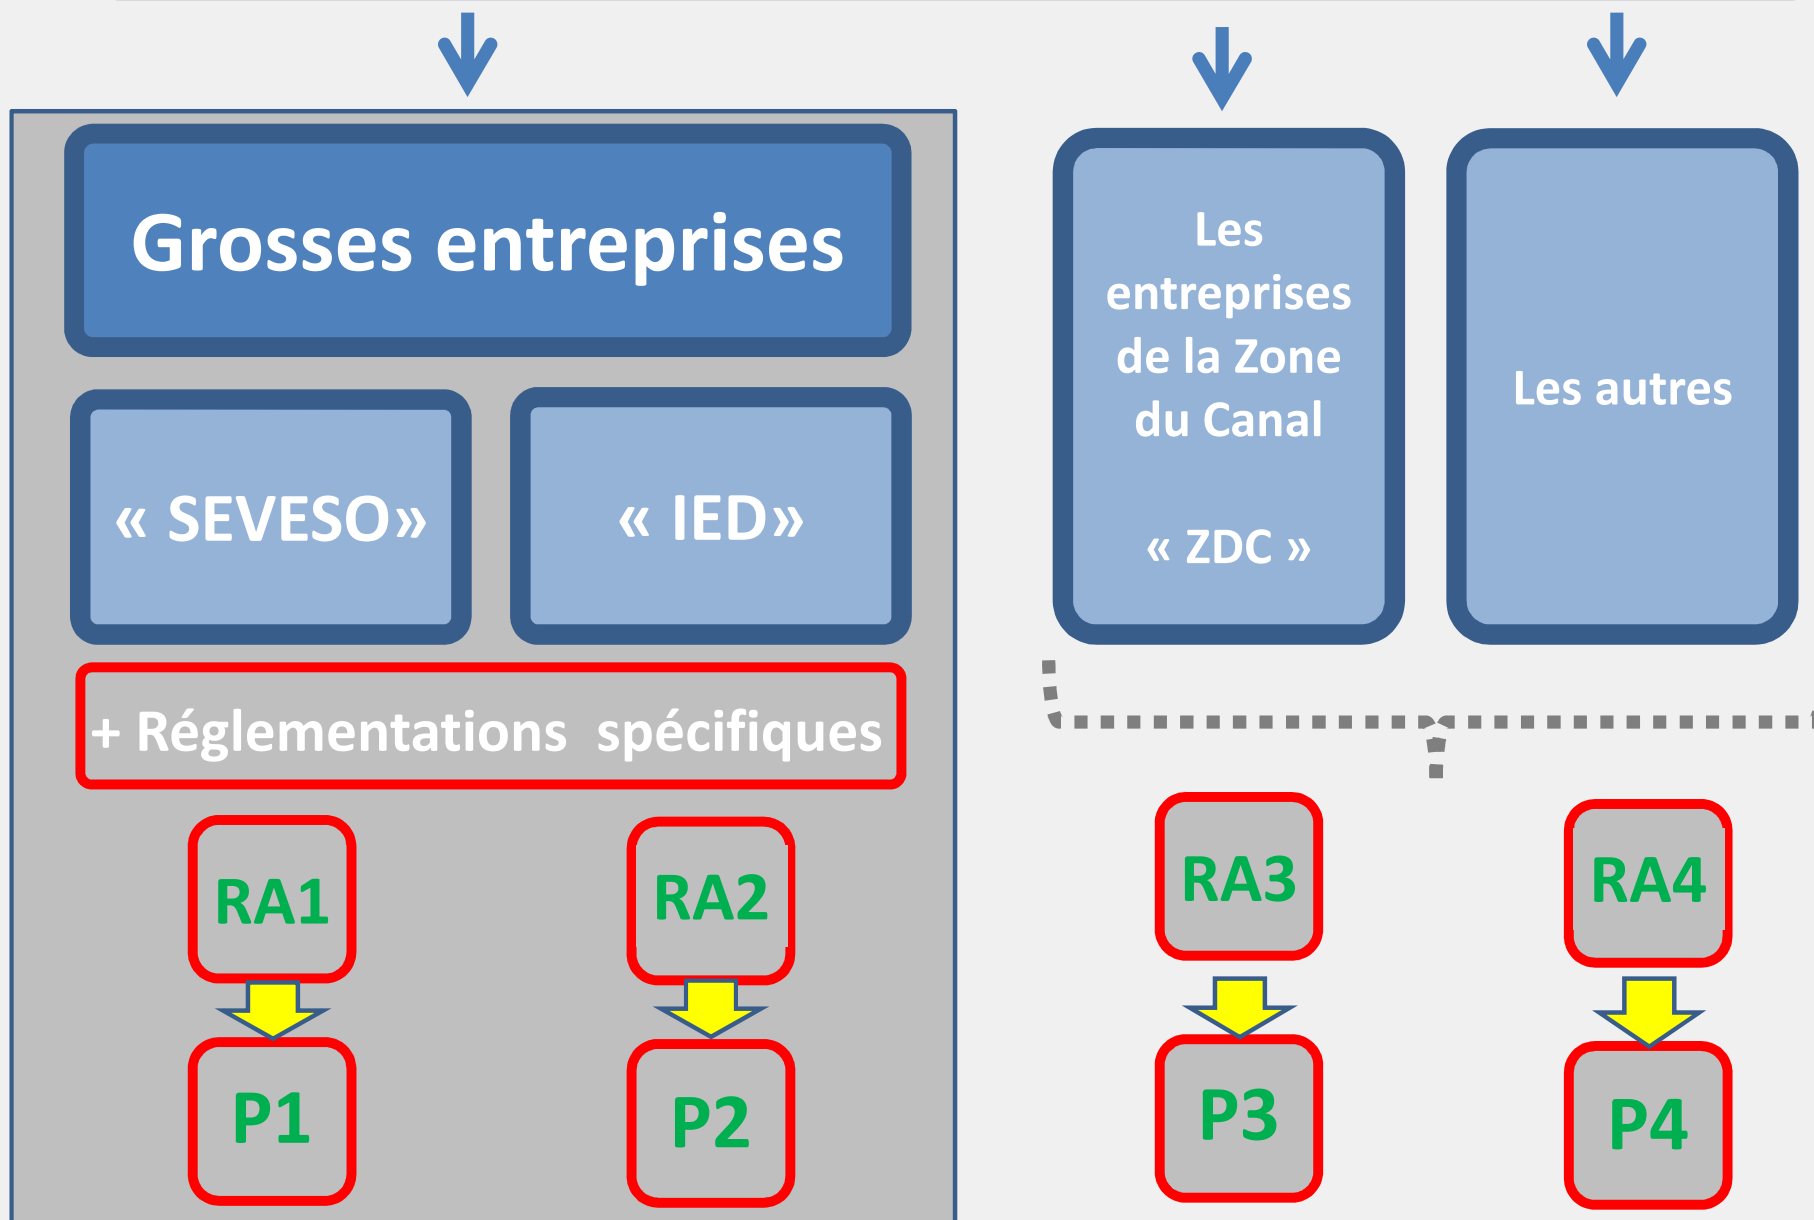 Grosses entreprises
« SEVESO»
« IED»
+ Réglementations spécifiques
Les
entreprises
de la Zone
du Canal
« ZDC »
Les autres
RA1
RA2
RA3
RA4
P1
P2
P3
P4